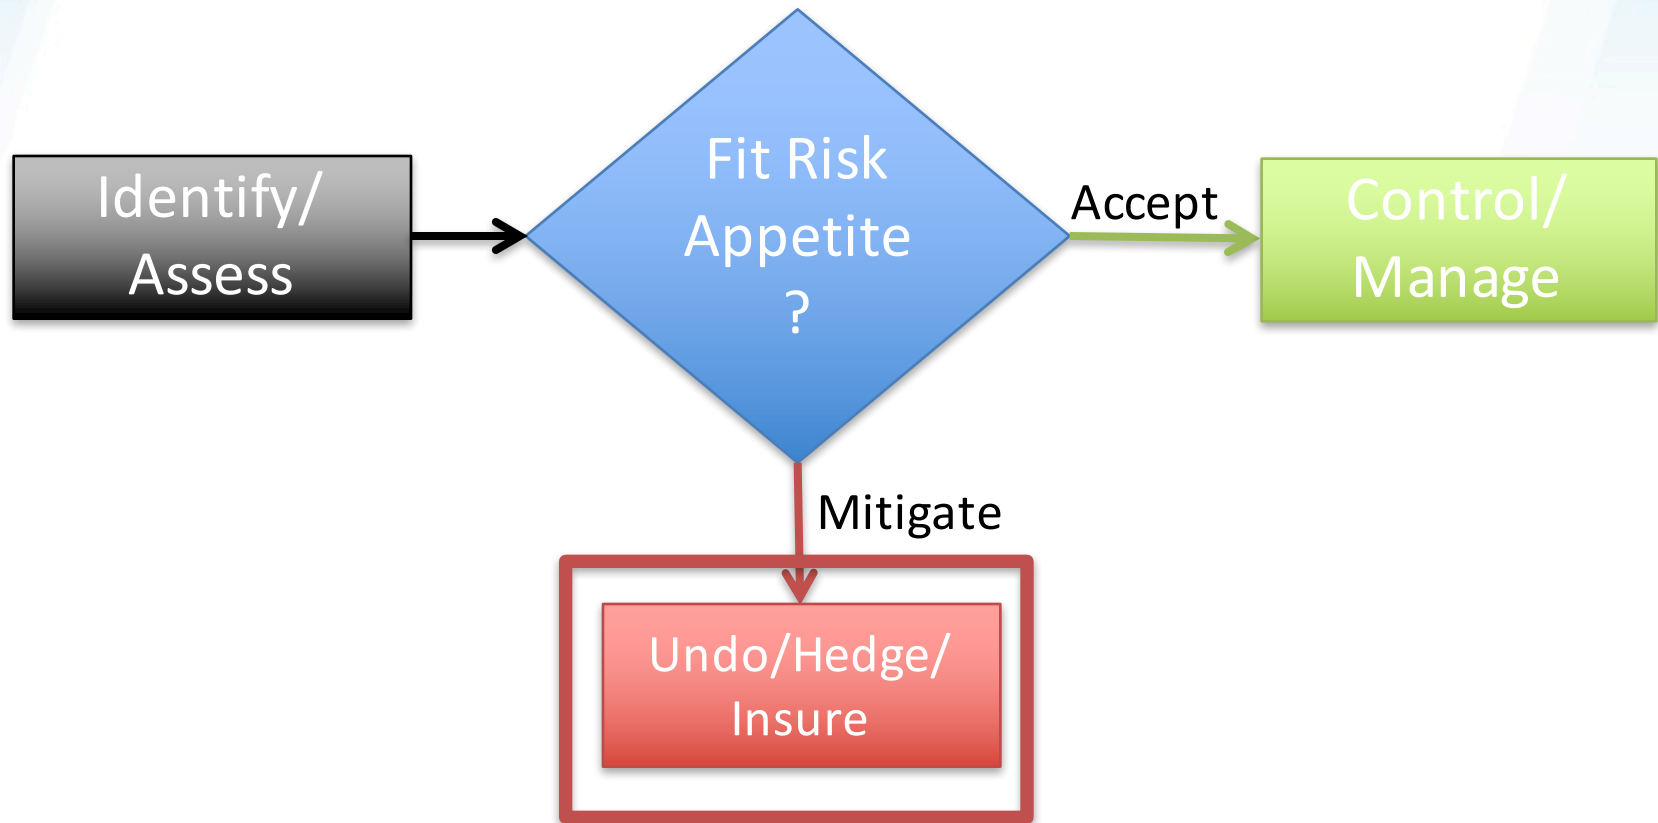 Identify/
Assess
Fit Risk
Appetite
?
Accept
Control/
Manage
Mitigate
Undo/Hedge/
Insure